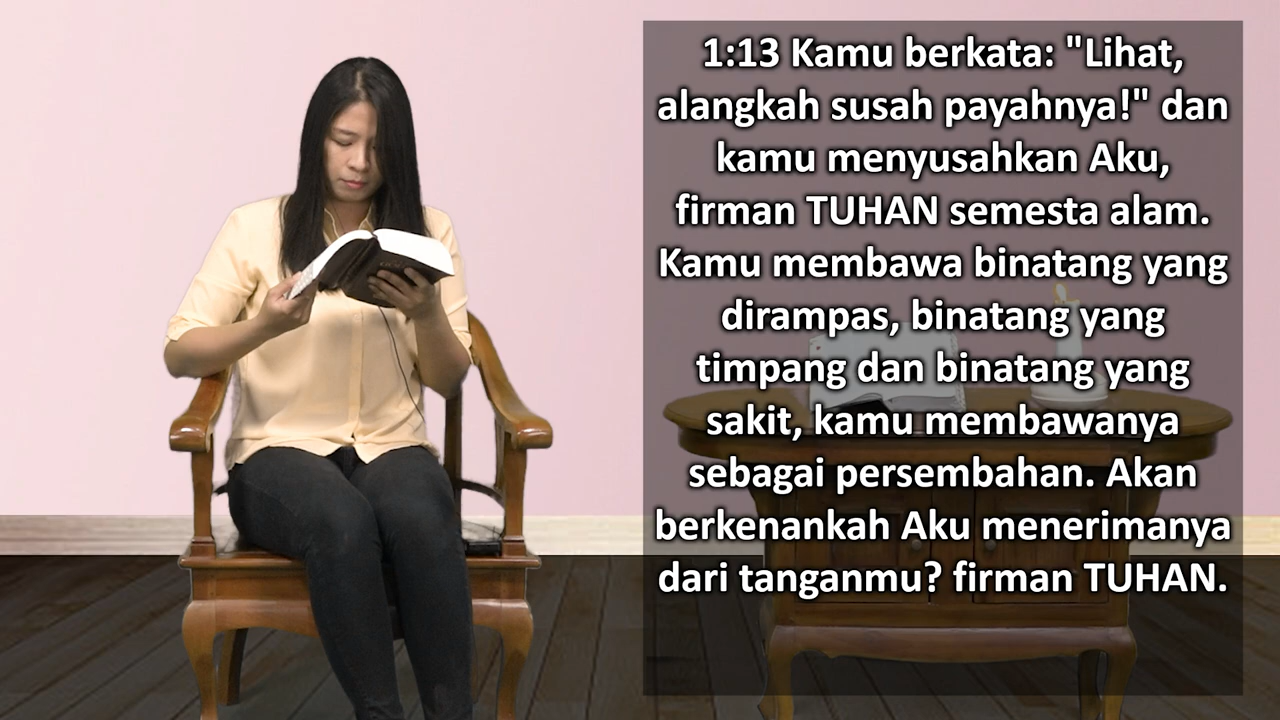 1:13 Kamu berkata: "Lihat,
alangkah susah payahnya!" dan
kamu menyusahkan Aku,
firman TUHAN semesta alam.
Kamu membawa binatang yang
dirampas, binatang yang
timpang dan binatang yang
sakit, kamu membawanya
sebagai persembahan. Akan
berkenankah Aku menerimanya
dari tanganmu? firman TUHAN.